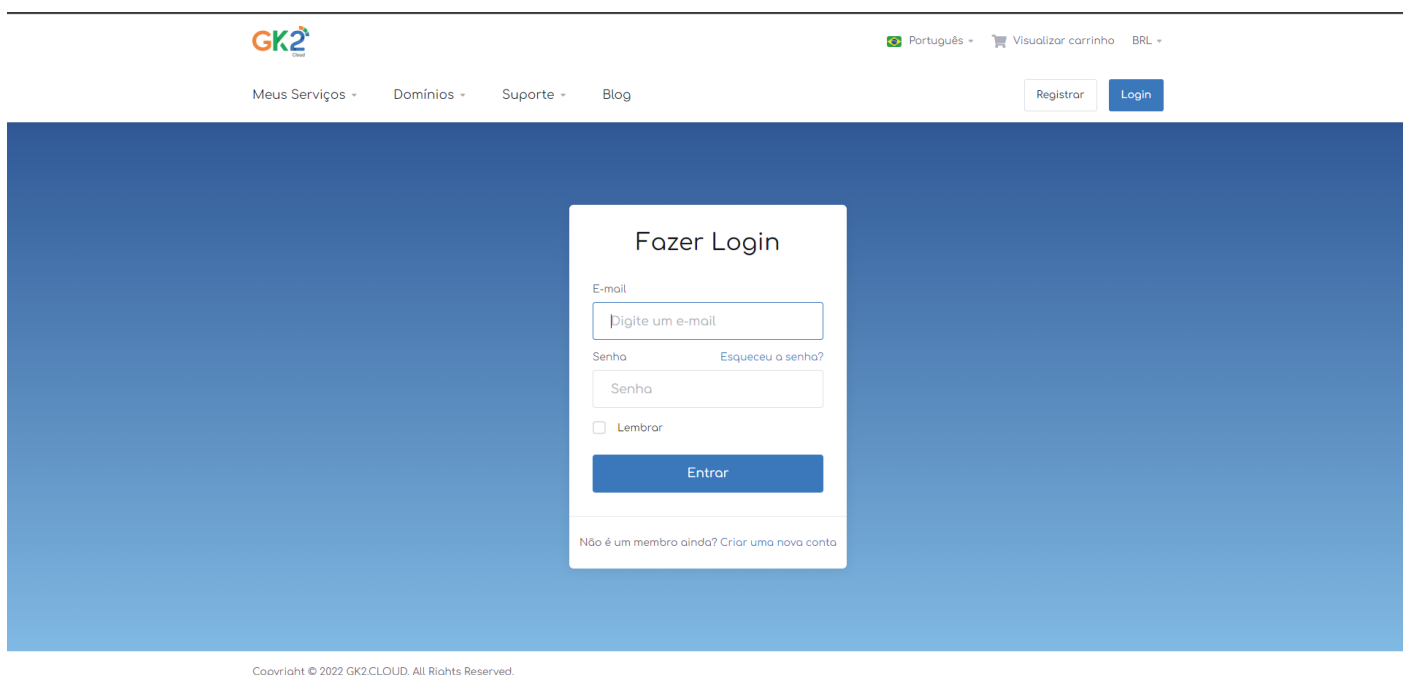 GK2
Cloud
Português
Visualizar carrinho
BRL
Meus Serviços
Domínios
Suporte
Blog
Registrar
Login
Fazer Login
E-mail
Digite um e-mail
Senha
Esqueceu a senha?
Senha
Lembrar
Entrar
Não é um membro ainda? Criar uma nova conta
Copyright © 2022 GK2.CLOUD. All Rights Reserved.